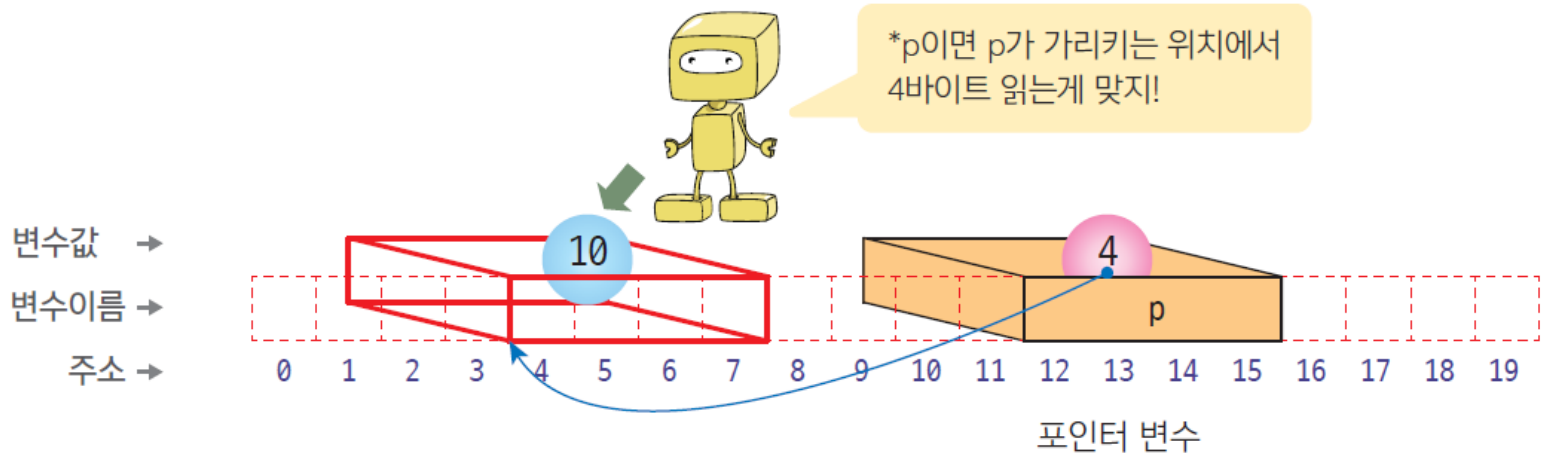 *p이면 p가 가리키는 위치에서
4바이트 읽는게 맞지!
변수값 10 4
변수이름 p
주소 0 1 2 3 4 5 6 7 8 9 10 11 12 13 14 15 16 17 18 19
포인터 변수